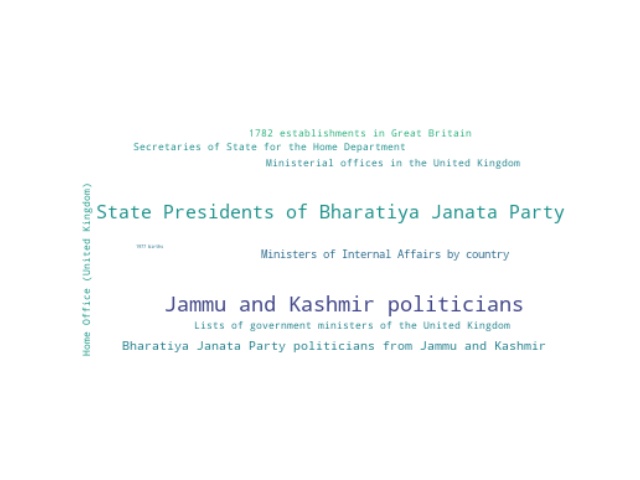 1782 establishments in Great Britain
Secretaries of State for the Home Department
Ministerial offices in the United Kingdom
Home Office (United Kingdom)
State Presidents of Bharatiya Janata Party
Ministers of Internal Affairs by country
Jammu and Kashmir politicians
Lists of government ministers of the United Kingdom
Bharatiya Janata Party politicians from Jammu and Kashmir